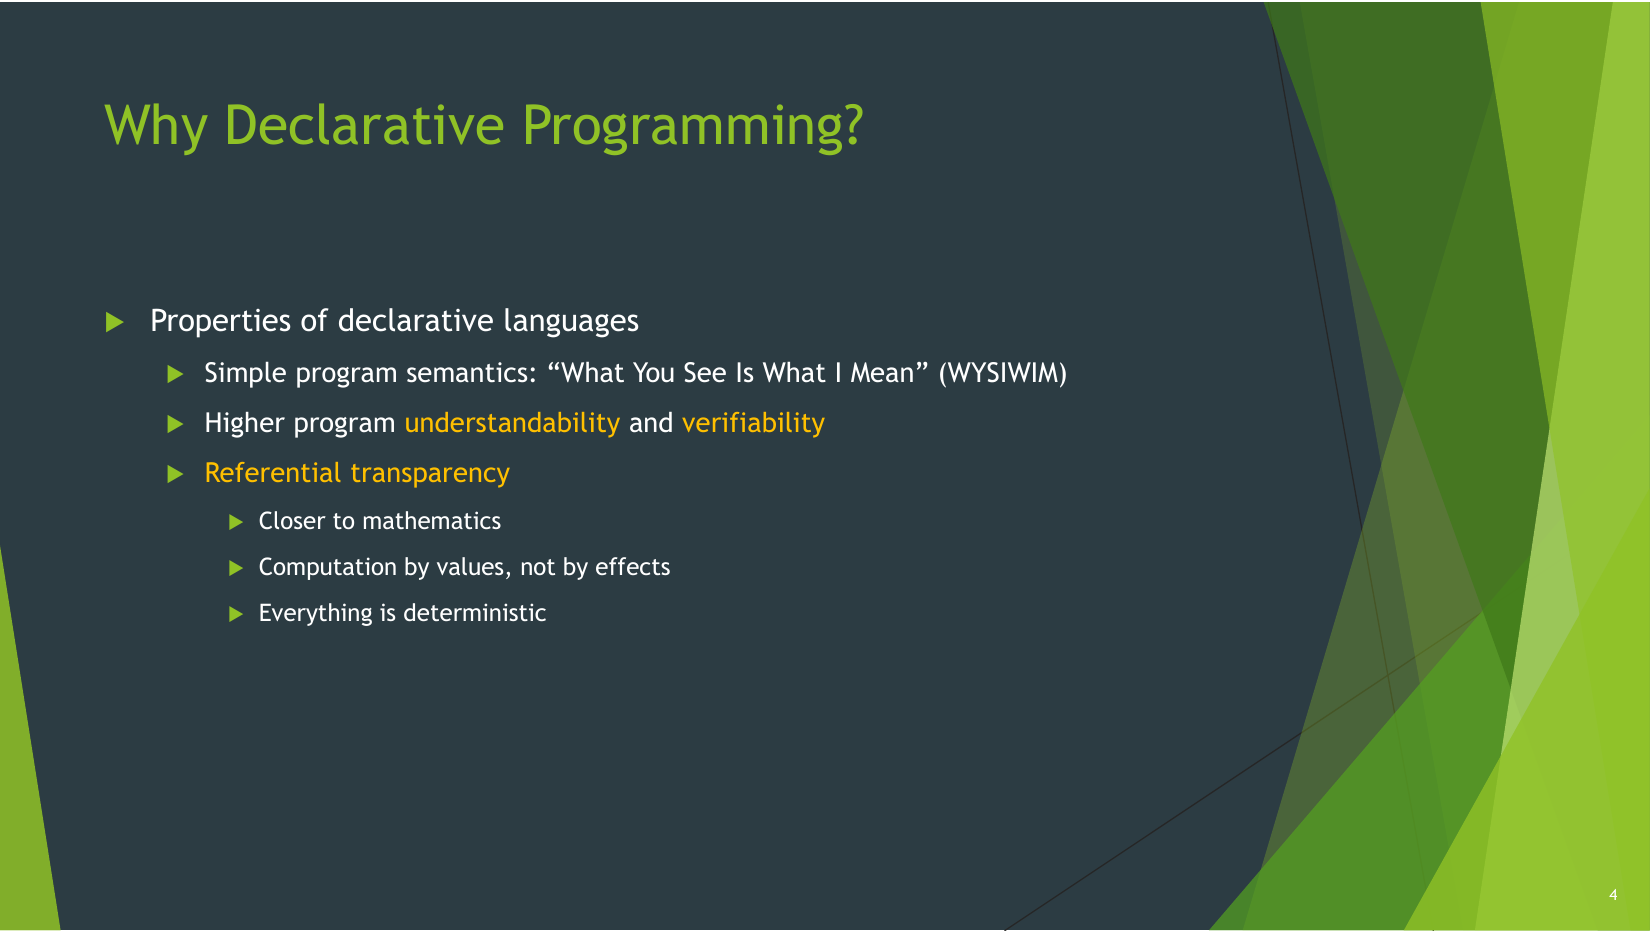 Why Declarative Programming?
Properties of declarative languages
Simple program semantics: “What You See Is What I Mean” (WYSIWIM)
Higher program understandability and verifiability
Referential transparency
Closer to mathematics
Computation by values, not by effects
Everything is deterministic
4